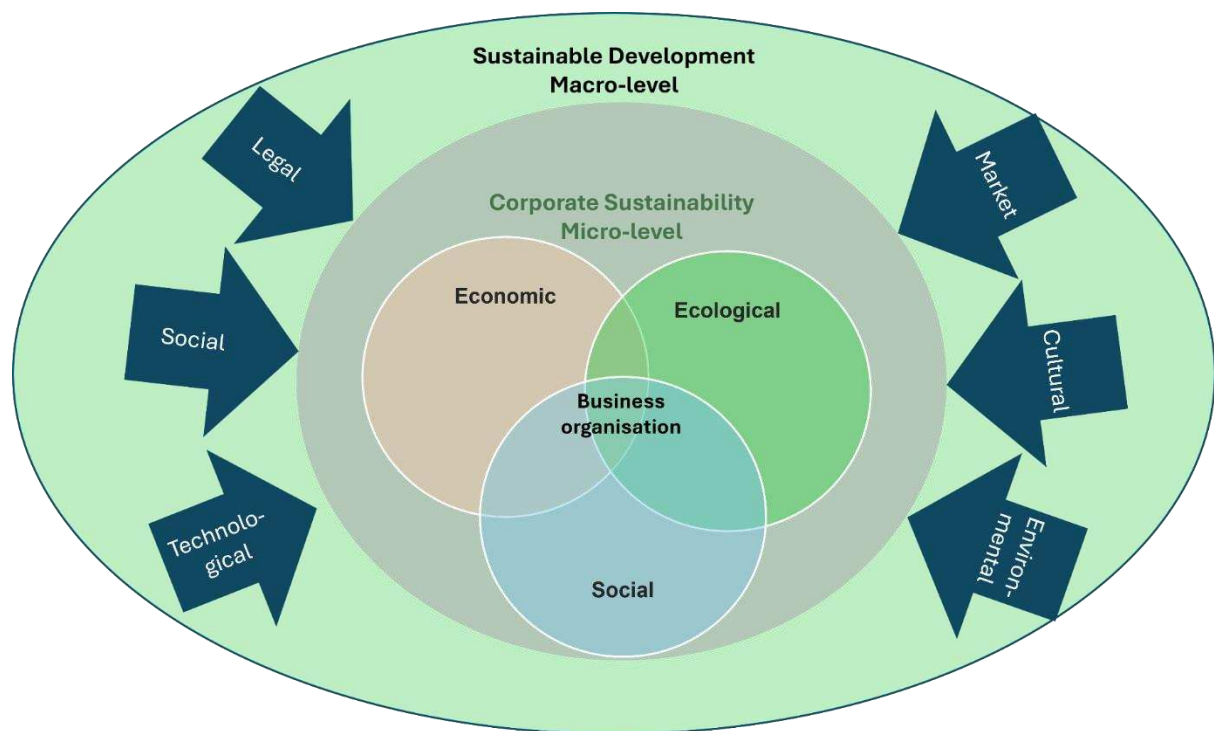 Sustainable Development
Macro-level
Legal
Market
Corporate Sustainability
Micro-level
Economic
Ecological
Social
Cultural
Business
organisation
Technolo-
gical
Environ-
mental
Social